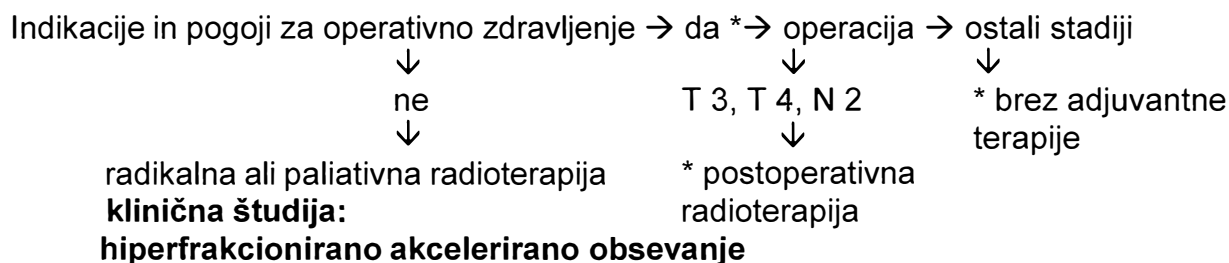 Indikacije in pogoji za operativno zdravljenje → da *→ operacija → ostali stadiji
↓ ↓ ↓
ne T 3, T 4, N 2 * brez adjuvantne
↓ ↓ terapije
radikalna ali paliativna radioterapija * postoperativna
klinična študija: radioterapija
hiperfrakcionirano akcelerirano obsevanje